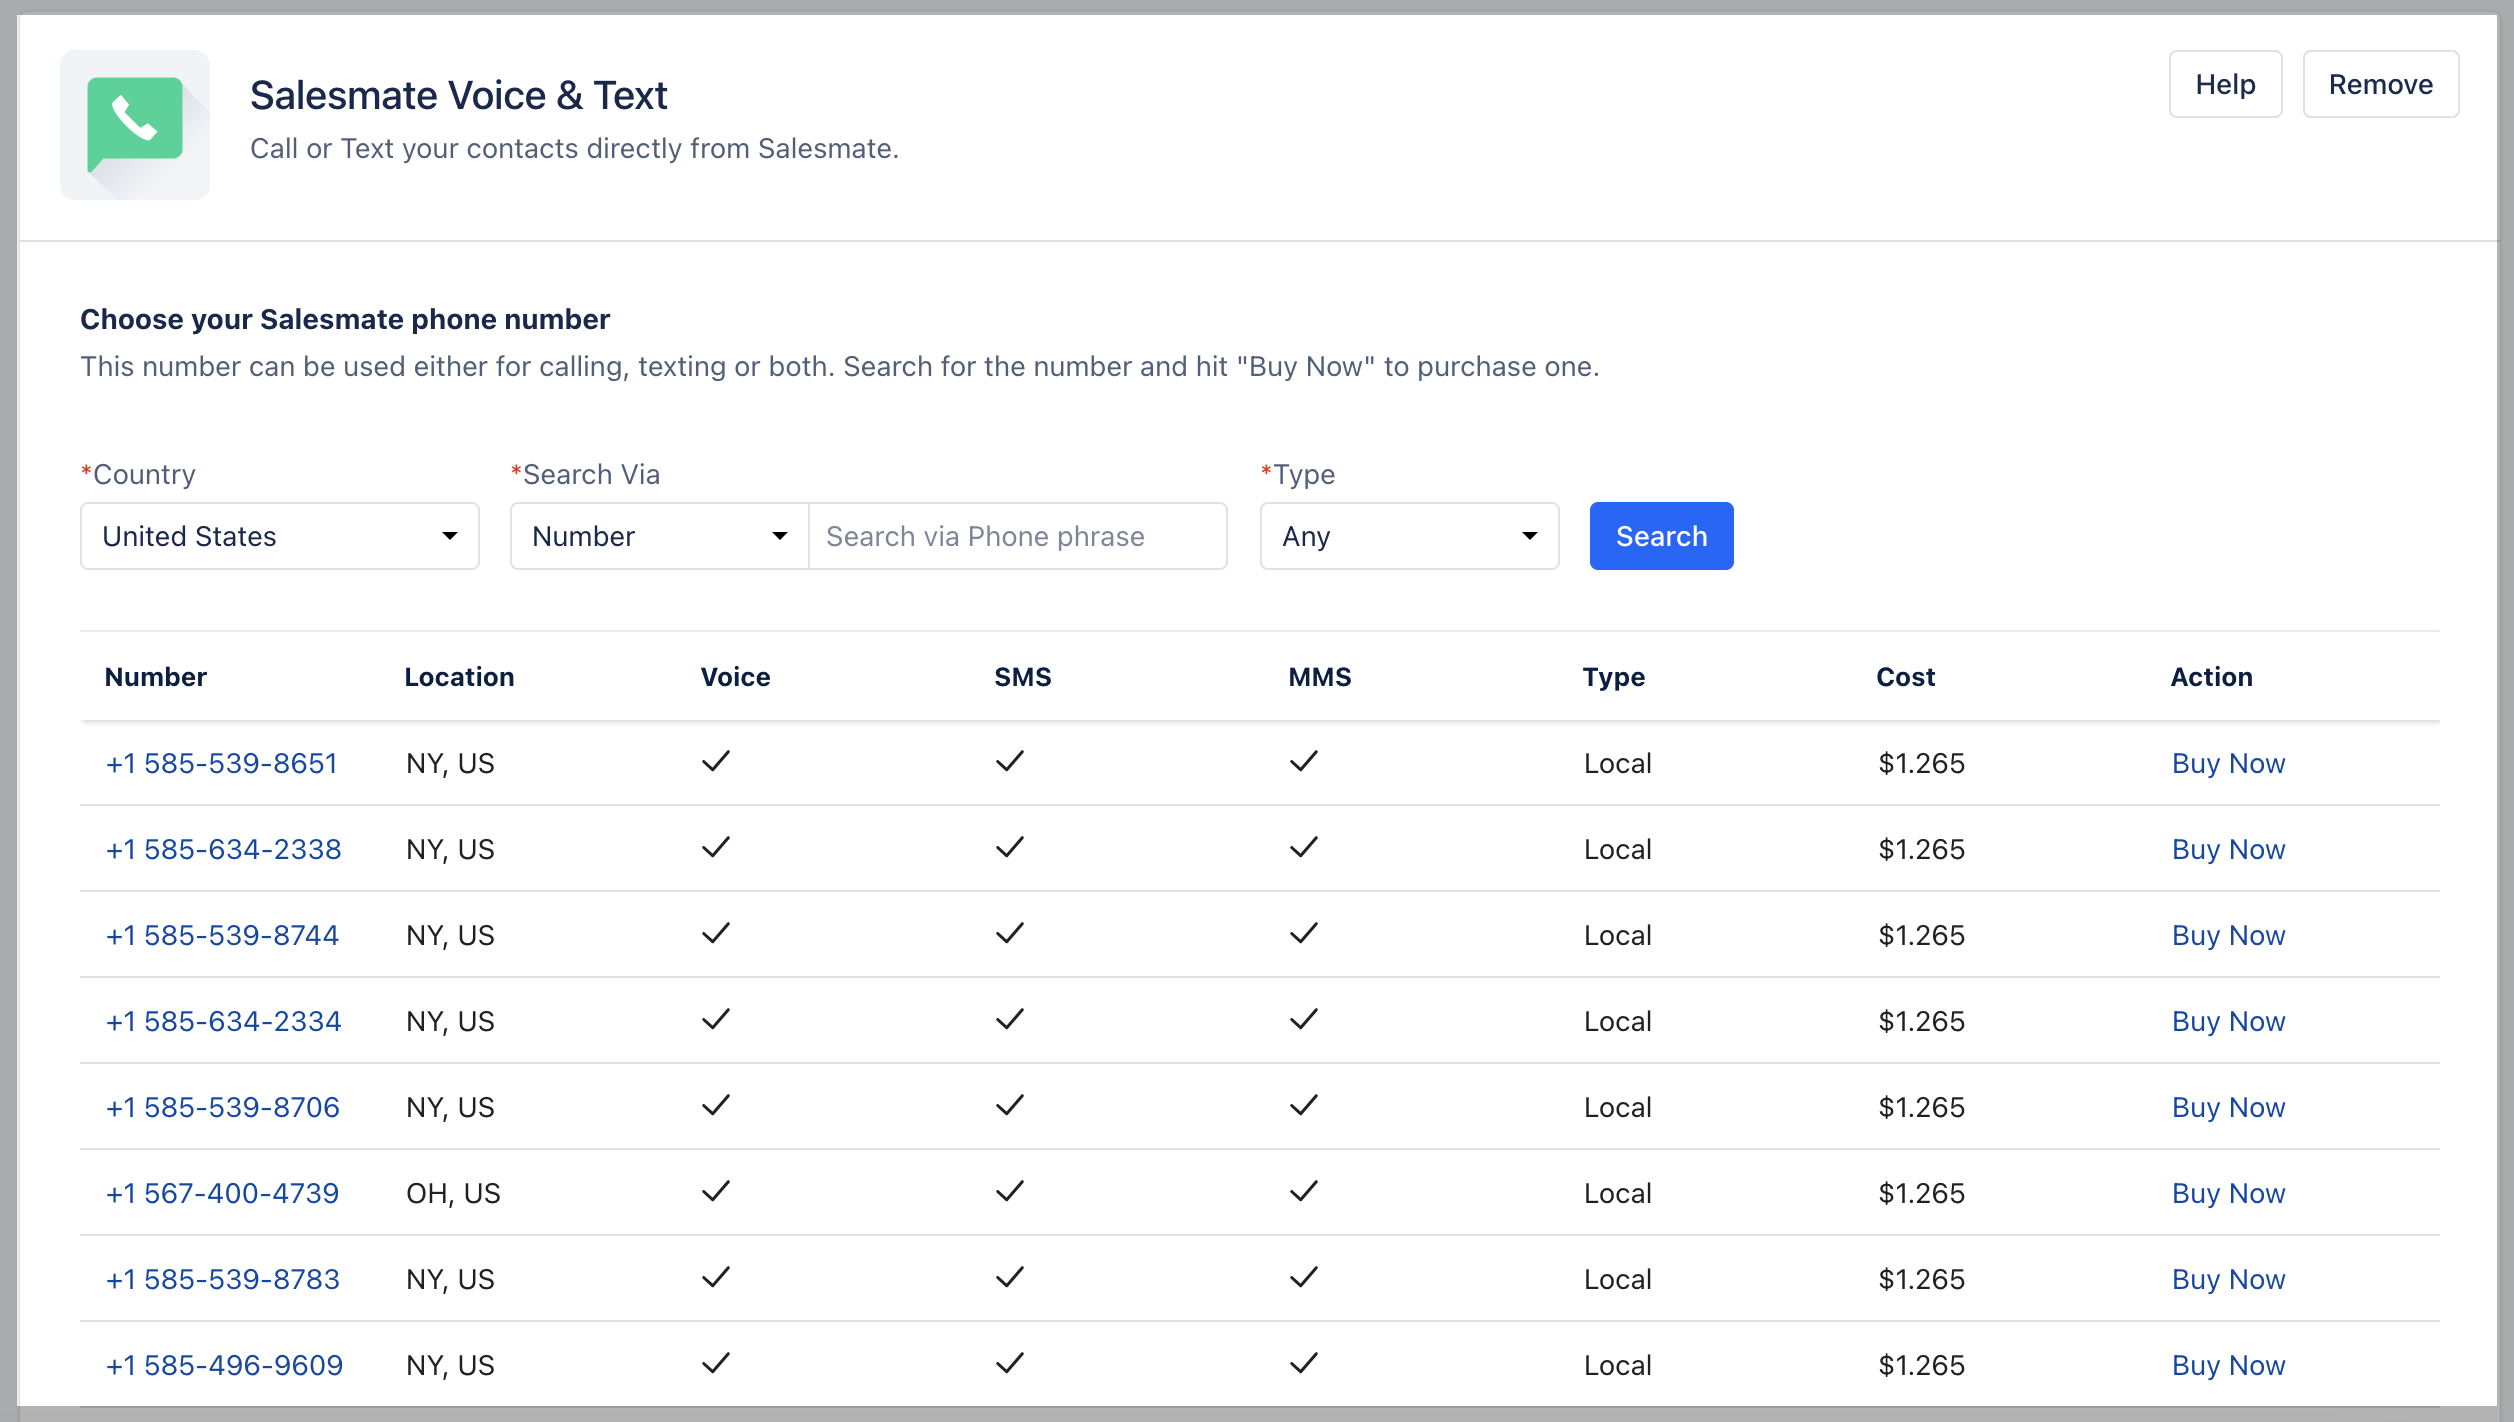 Salesmate Voice & Text
Call or Text your contacts directly from Salesmate.
Help
Remove
Choose your Salesmate phone number
This number can be used either for calling, texting or both. Search for the number and hit "Buy Now" to purchase one.
*Country
*Search Via
*Type
United States
Number
Search via Phone phrase
Any
Search
Number Location Voice SMS MMS Type Cost Action
+1 585-539-8651 NY, US Local $1.265 Buy Now
+1 585-634-2338 NY, US Local $1.265 Buy Now
+1 585-539-8744 NY, US Local $1.265 Buy Now
+1 585-634-2334 NY, US Local $1.265 Buy Now
+1 585-539-8706 NY, US Local $1.265 Buy Now
+1 567-400-4739 OH, US Local $1.265 Buy Now
+1 585-539-8783 NY, US Local $1.265 Buy Now
+1 585-496-9609 NY, US Local $1.265 Buy Now